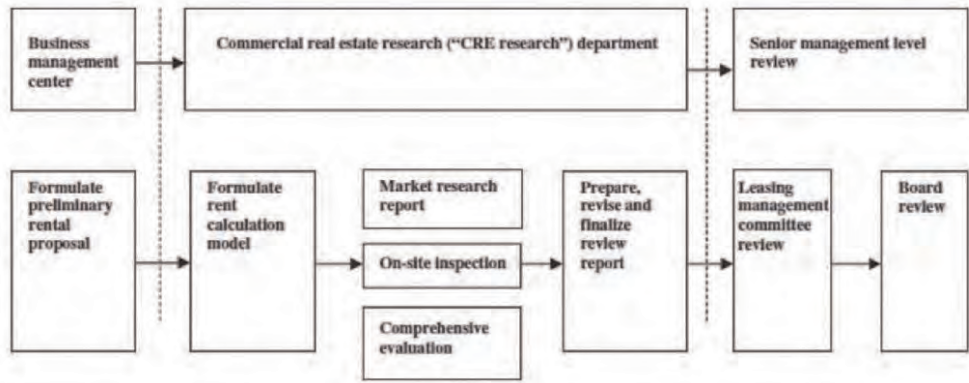 Business
management
center
Commercial real estate research (“CRE research”) department
Senior management level
review
Formulate
preliminary
rental
proposal
Formulate
rent
calculation
model
Market research
report
On-site inspection
Comprehensive
evaluation
Prepare,
revise and
finalize
review
report
Leasing
management
committee
review
Board
review